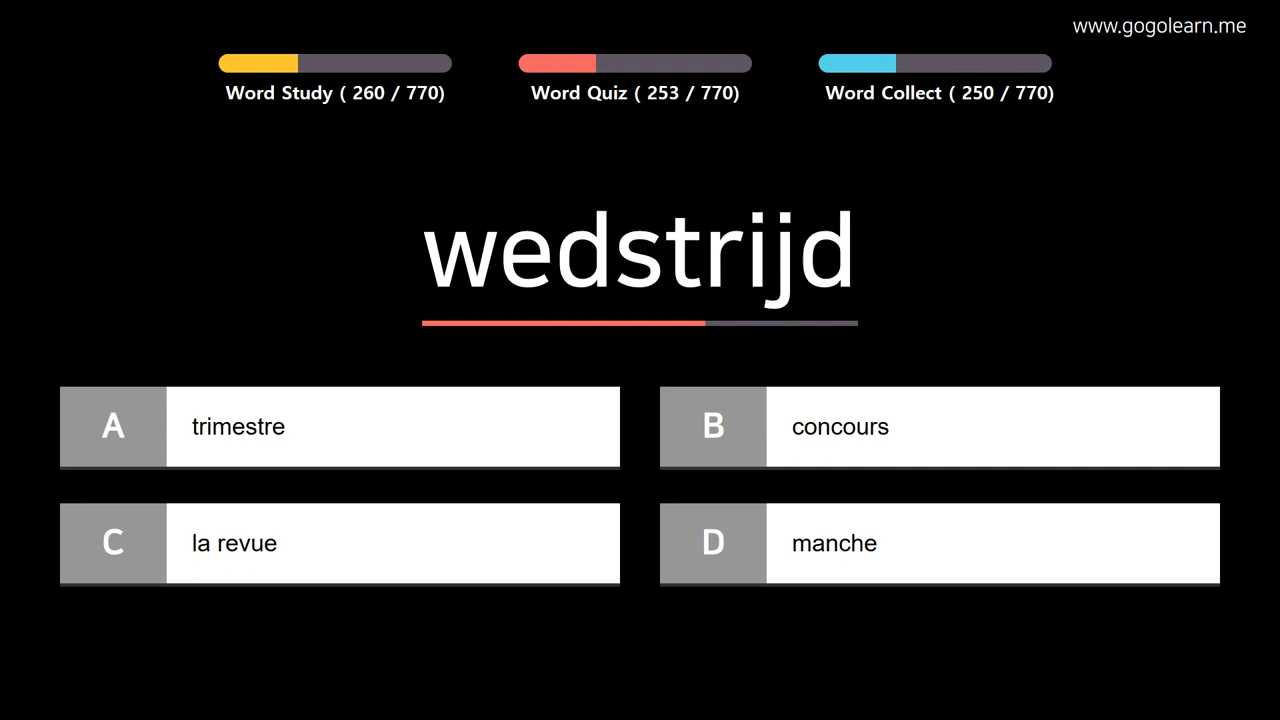 www.gogolearn.me
Word Study ( 260 / 770)
Word Quiz ( 253 / 770)
Word Collect ( 250 / 770)
wedstrijd
A trimestre
B concours
C la revue
D manche